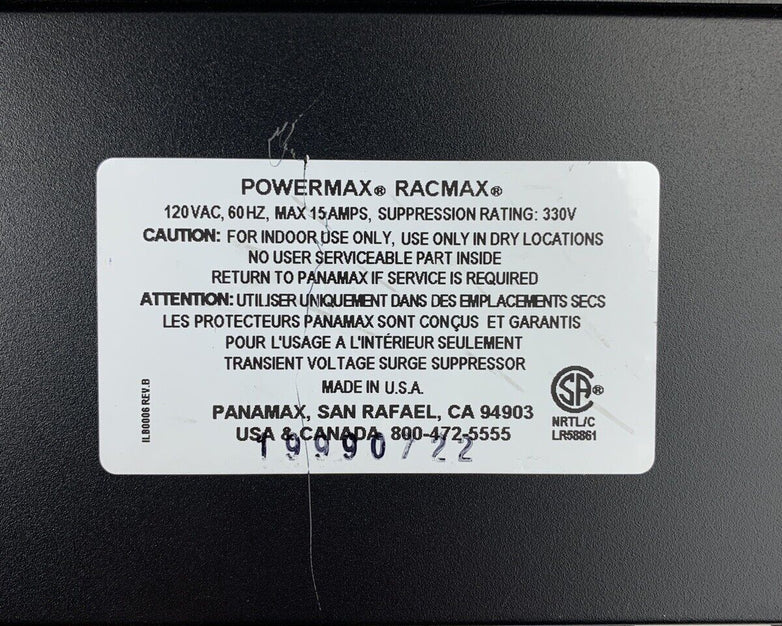 POWERMAX® RACMAX®
120VAC, 60HZ, MAX 15AMPS, SUPPRESSION RATING: 330V
CAUTION: FOR INDOOR USE ONLY, USE ONLY IN DRY LOCATIONS
NO USER SERVICEABLE PART INSIDE
RETURN TO PANAMAX IF SERVICE IS REQUIRED
ATTENTION: UTILISER UNIQUEMENT DANS DES EMPLACEMENTS SECS
LES PROTECTEURS PANAMAX SONT CONÇUS ET GARANTIS
POUR L'USAGE A L'INTÉRIEUR SEULEMENT
TRANSIENT VOLTAGE SURGE SUPPRESSOR
MADE IN U.S.A.
PANAMAX, SAN RAFAEL, CA 94903
USA & CANADA 800-472-5555
19990722
IL80006 REV.B
CSA®
NRTL/C
LR58861